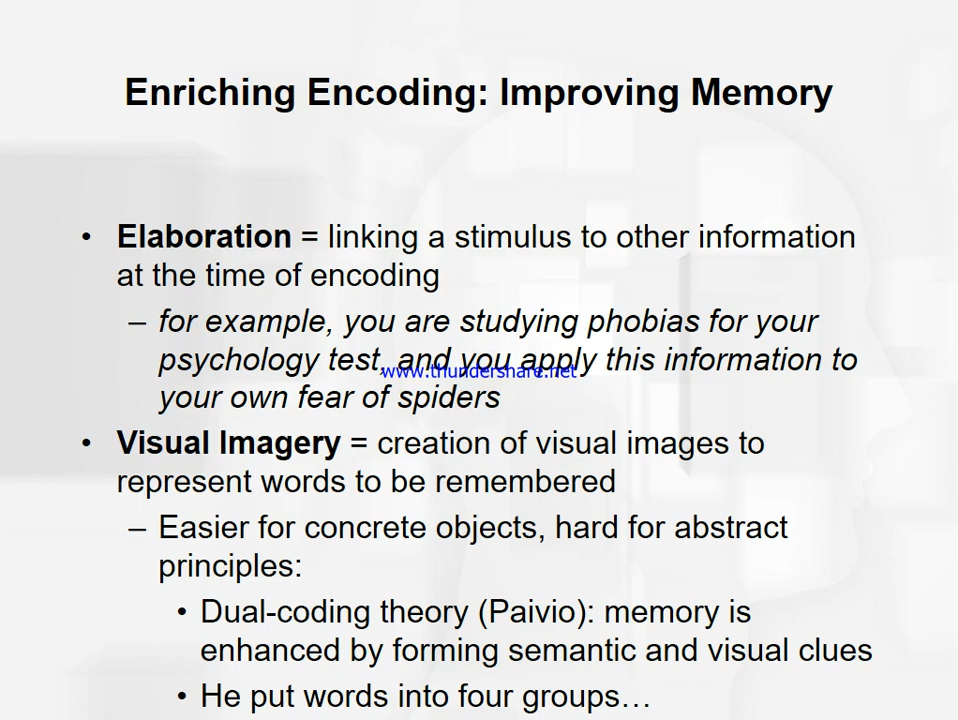 Enriching Encoding: Improving Memory
• Elaboration = linking a stimulus to other information
at the time of encoding
– for example, you are studying phobias for your
psychology test, and you apply this information to
www.thundershare.net
your own fear of spiders
• Visual Imagery = creation of visual images to
represent words to be remembered
– Easier for concrete objects, hard for abstract
principles:
• Dual-coding theory (Paivio): memory is
enhanced by forming semantic and visual clues
• He put words into four groups…